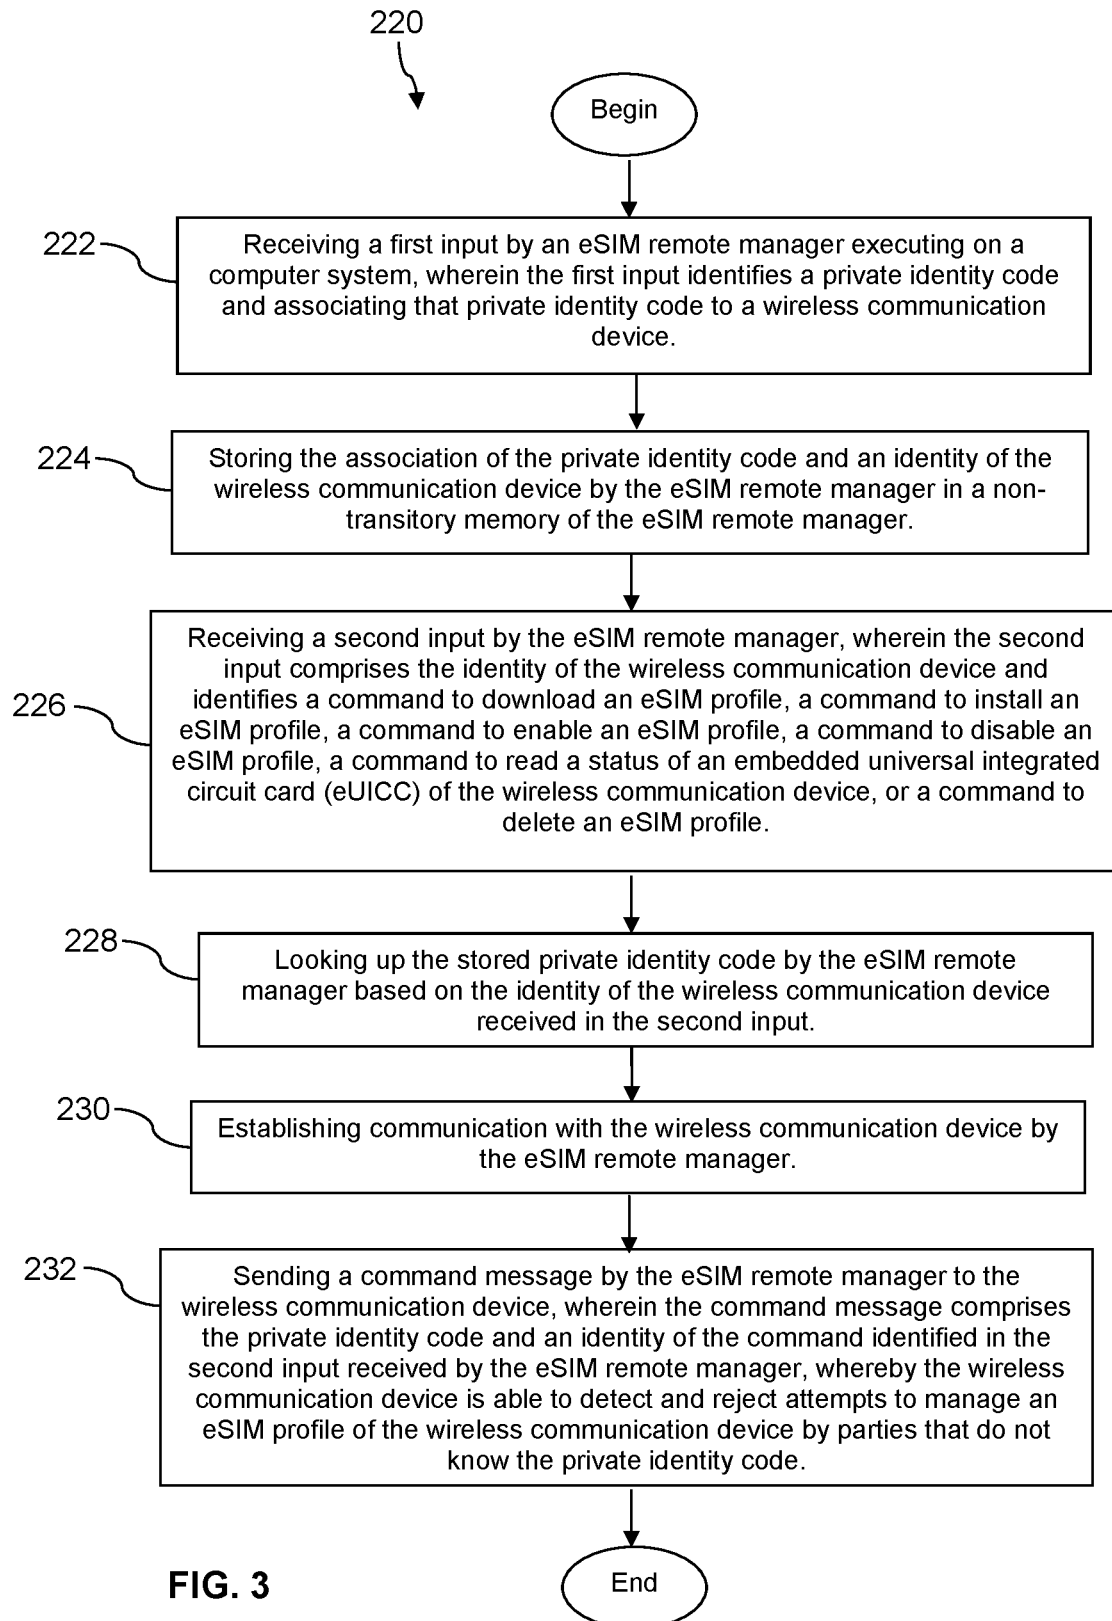 220
Begin
222
Receiving a first input by an eSIM remote manager executing on a
computer system, wherein the first input identifies a private identity code
and associating that private identity code to a wireless communication
device.
224
Storing the association of the private identity code and an identity of the
wireless communication device by the eSIM remote manager in a non-
transitory memory of the eSIM remote manager.
226
Receiving a second input by the eSIM remote manager, wherein the second
input comprises the identity of the wireless communication device and
identifies a command to download an eSIM profile, a command to install an
eSIM profile, a command to enable an eSIM profile, a command to disable an
eSIM profile, a command to read a status of an embedded universal integrated
circuit card (eUICC) of the wireless communication device, or a command to
delete an eSIM profile.
228
Looking up the stored private identity code by the eSIM remote
manager based on the identity of the wireless communication device
received in the second input.
230
Establishing communication with the wireless communication device by
the eSIM remote manager.
232
Sending a command message by the eSIM remote manager to the
wireless communication device, wherein the command message comprises
the private identity code and an identity of the command identified in the
second input received by the eSIM remote manager, whereby the wireless
communication device is able to detect and reject attempts to manage an
eSIM profile of the wireless communication device by parties that do not
know the private identity code.
End
FIG. 3